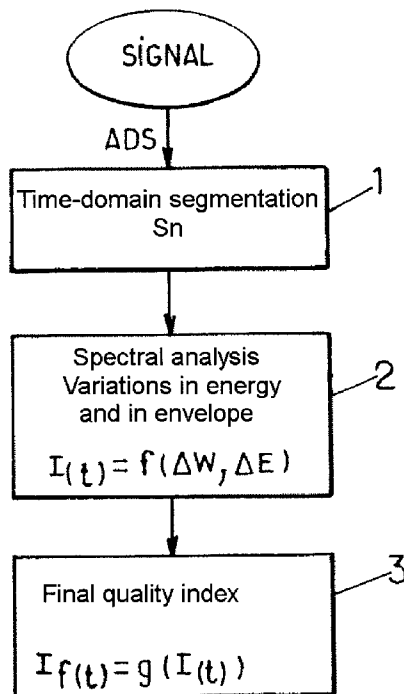 SİGNAL
ADS
Time-domain segmentation
Sn
1
Spectral analysis
Variations in energy
and in envelope
I(t) = f(ΔW, ΔE)
2
Final quality index
If(t) = g(I(t))
3